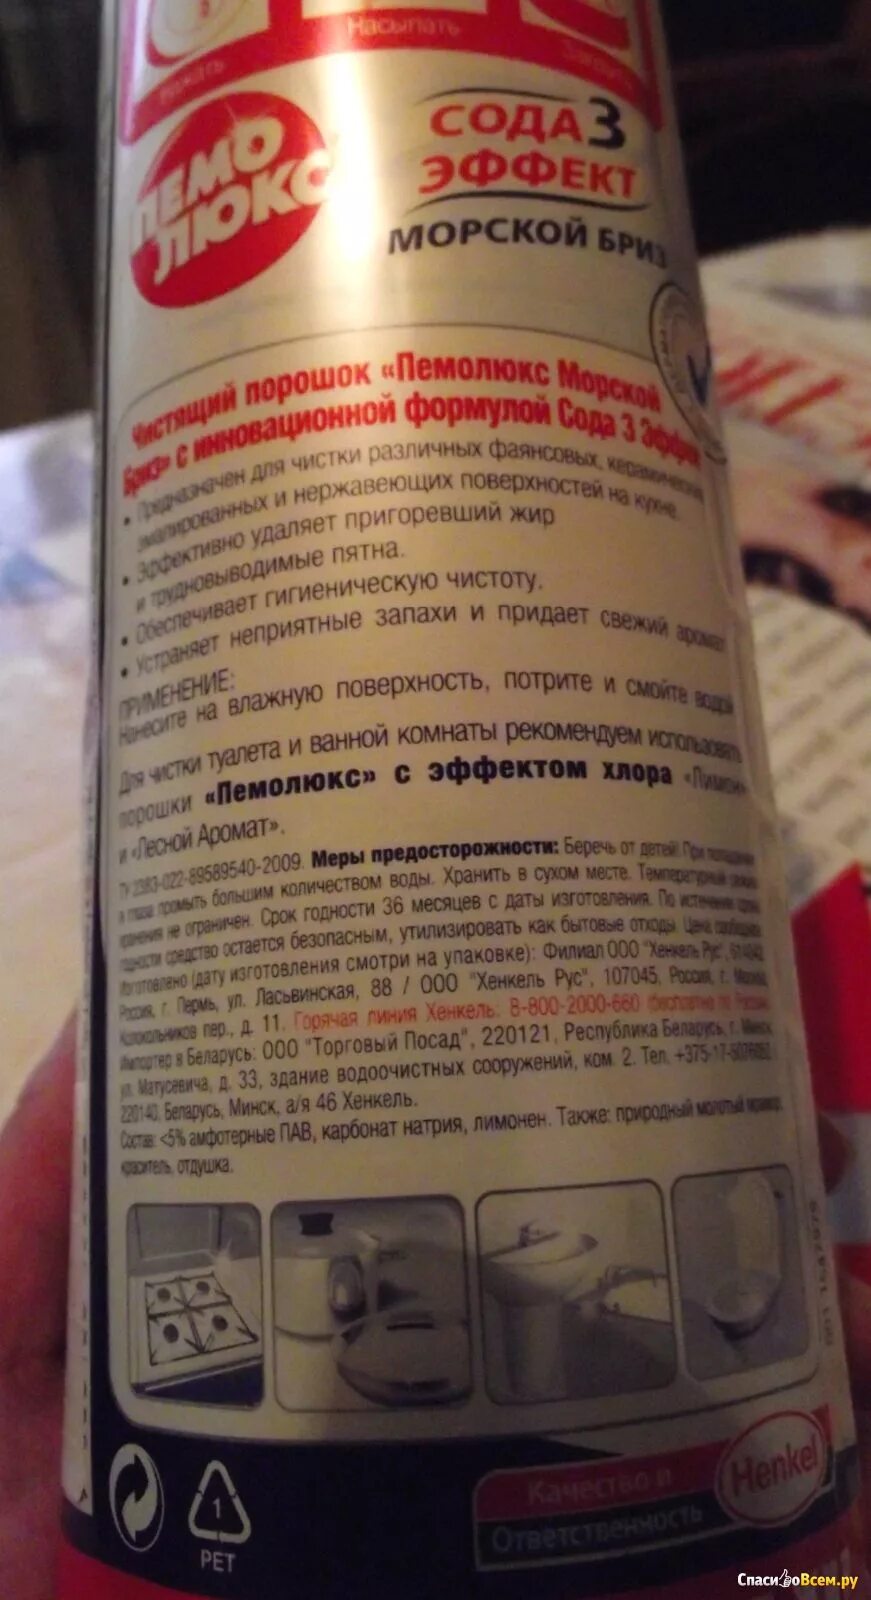 Нажать Насыпать
ПЕМО
ЛЮКС
СОДА 3
ЭФФЕКТ
МОРСКОЙ БРИЗ
Чистящий порошок «Пемолюкс Морской
Бриз» с инновационной формулой Сода 3 Эффект
• Предназначен для чистки различных фаянсовых, керамических
эмалированных и нержавеющих поверхностей на кухне.
• Эффективно удаляет пригоревший жир
и трудновыводимые пятна.
• Обеспечивает гигиеническую чистоту.
• Устраняет неприятные запахи и придает свежий аромат
ПРИМЕНЕНИЕ:
Нанесите на влажную поверхность, потрите и смойте водой
Для чистки туалета и ванной комнаты рекомендуем использовать
порошки «Пемолюкс» с эффектом хлора «Лимон»
и «Лесной Аромат».
ТУ 2383-022-89589540-2009. Меры предосторожности: Беречь от детей! При попадании
в глаза промыть большим количеством воды. Хранить в сухом месте. Температурный
хранения не ограничен. Срок годности 36 месяцев с даты изготовления. По истечении срока
годности средство остается безопасным, утилизировать как бытовые отходы. Цена
Изготовлено (дату изготовления смотри на упаковке): Филиал ООО "Хенкель Рус",
Россия, г. Пермь, ул. Ласьвинская, 88 / ООО "Хенкель Рус", 107045, Россия, г. Москва
Колокольников пер., д. 11. Горячая линия Хенкель: 8-800-2000-660 (бесплатно по России)
Импортер в Беларусь: ООО "Торговый Посад", 220121, Республика Беларусь, г. Минск
ул. Матусевича, д. 33, здание водоочистных сооружений, ком. 2. Тел.
220140, Беларусь, Минск, а/я 46 Хенкель.
Состав: <5% амфотерные ПАВ, карбонат натрия, лимонен. Также: природный молотый мрамор,
краситель, отдушка.
1
PET
Качество и
Ответственность
Henkel
СпасибоВсем.ру